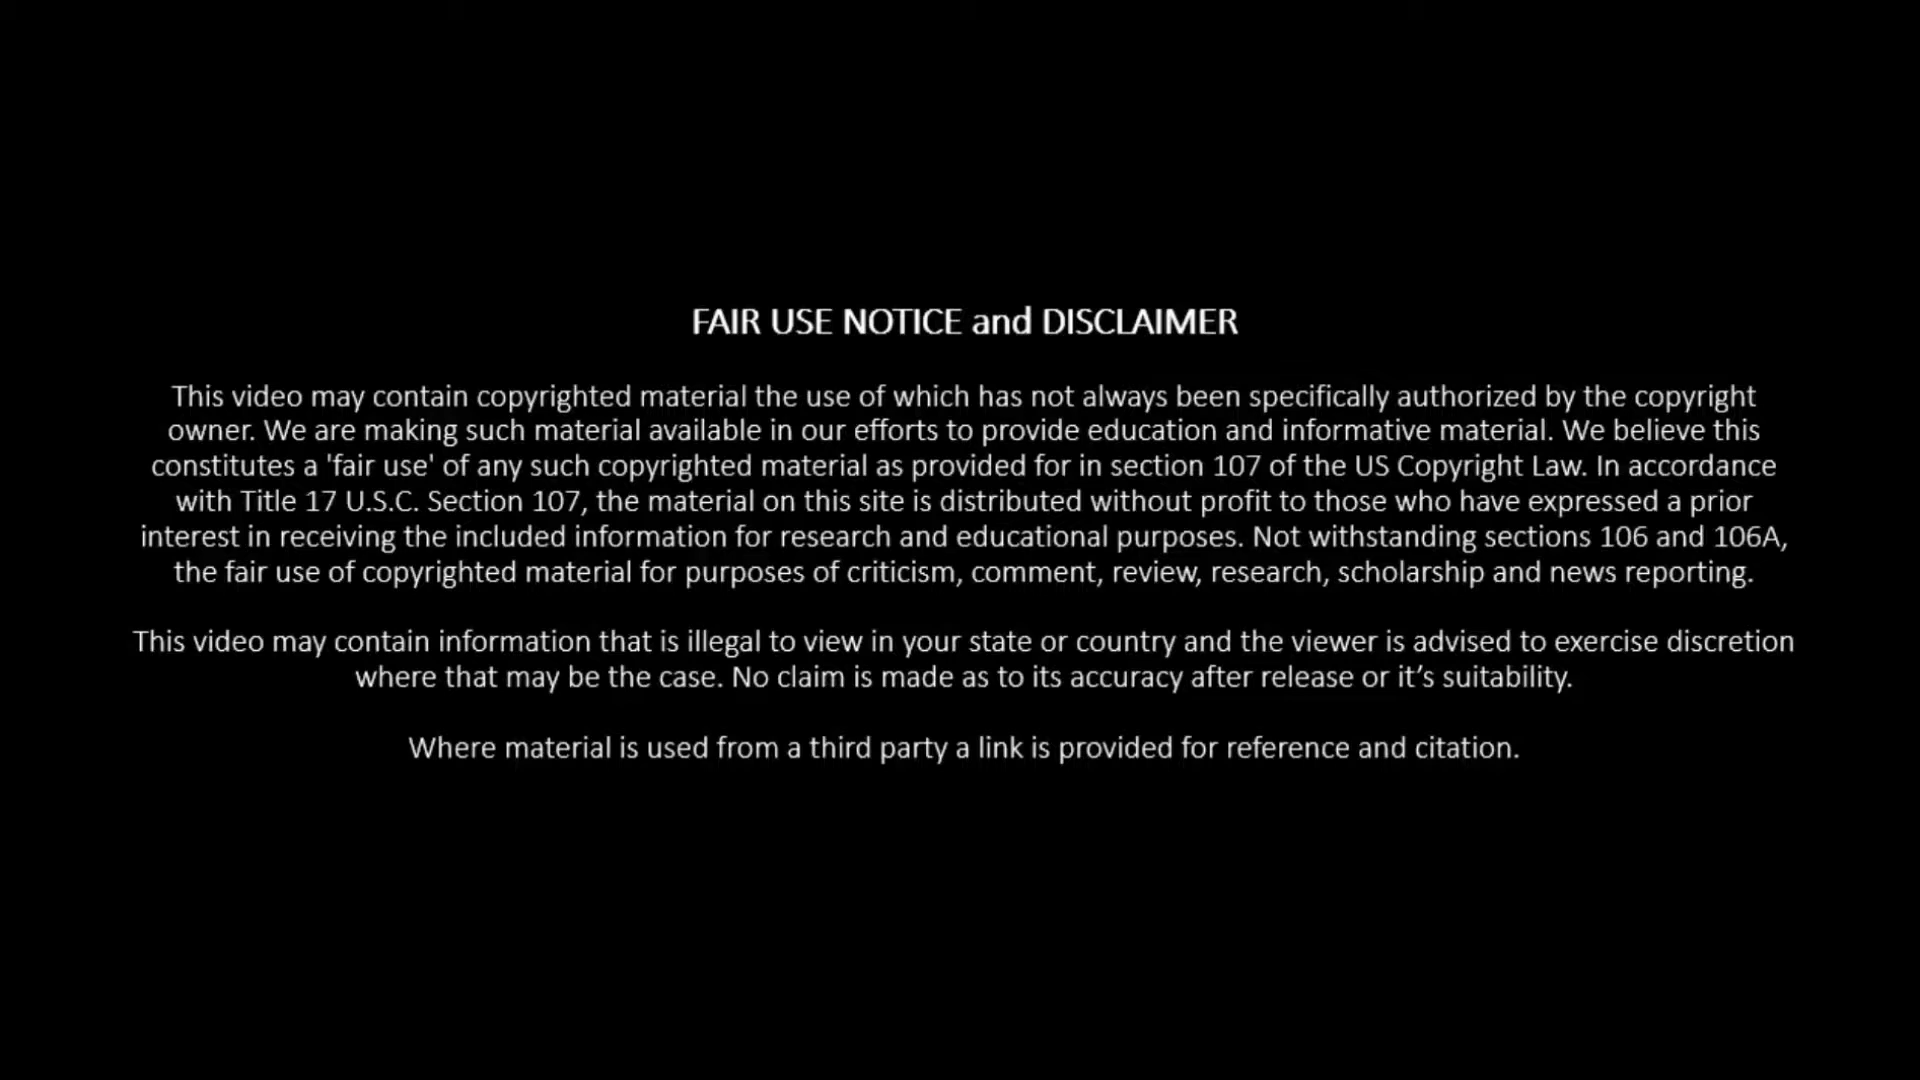 FAIR USE NOTICE and DISCLAIMER
This video may contain copyrighted material the use of which has not always been specifically authorized by the copyright
owner. We are making such material available in our efforts to provide education and informative material. We believe this
constitutes a 'fair use' of any such copyrighted material as provided for in section 107 of the US Copyright Law. In accordance
with Title 17 U.S.C. Section 107, the material on this site is distributed without profit to those who have expressed a prior
interest in receiving the included information for research and educational purposes. Not withstanding sections 106 and 106A,
the fair use of copyrighted material for purposes of criticism, comment, review, research, scholarship and news reporting.
This video may contain information that is illegal to view in your state or country and the viewer is advised to exercise discretion
where that may be the case. No claim is made as to its accuracy after release or it’s suitability.
Where material is used from a third party a link is provided for reference and citation.